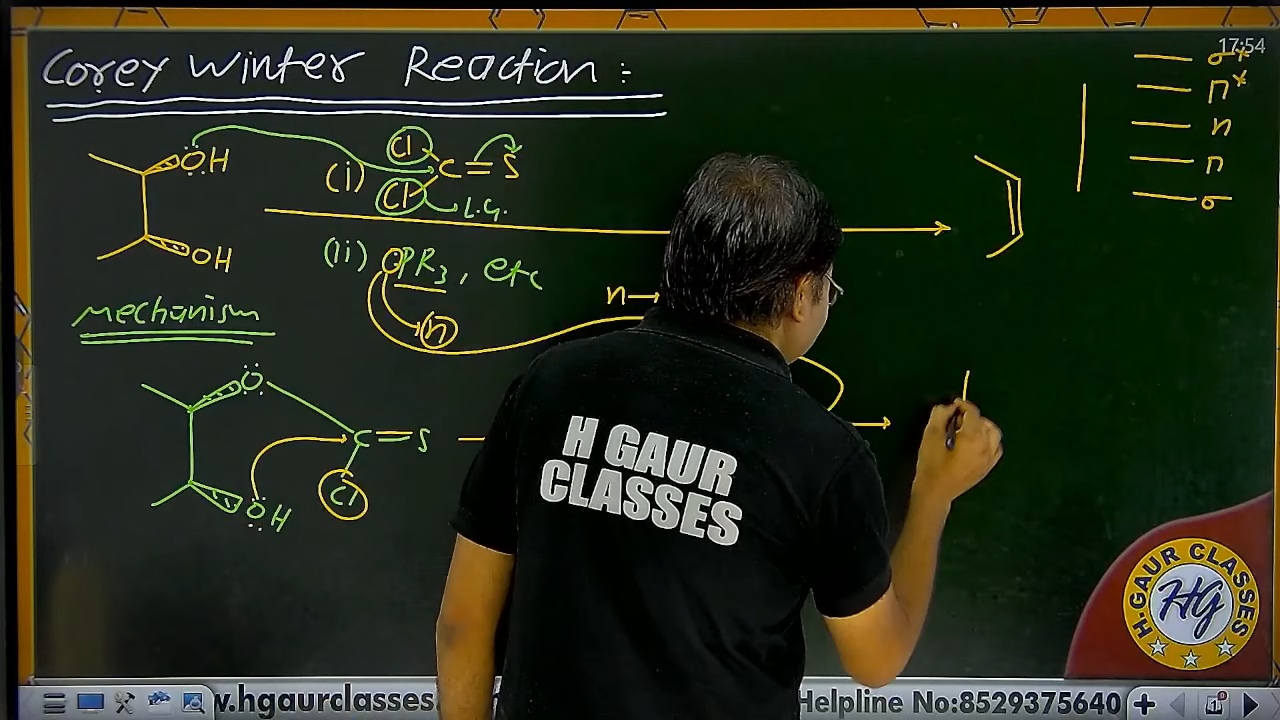 Corey Winter Reaction :
17:54
σ*
π*
n
π
σ
OH
OH
(i) Cl
Cl
C=S
L.G.
(ii) PR3, etc
n
n→
Mechanism
O
C=S
Cl
OH
H GAUR
CLASSES
H-GAUR CLASSES
HG
v.hgaurclasses.
Helpline No:8529375640